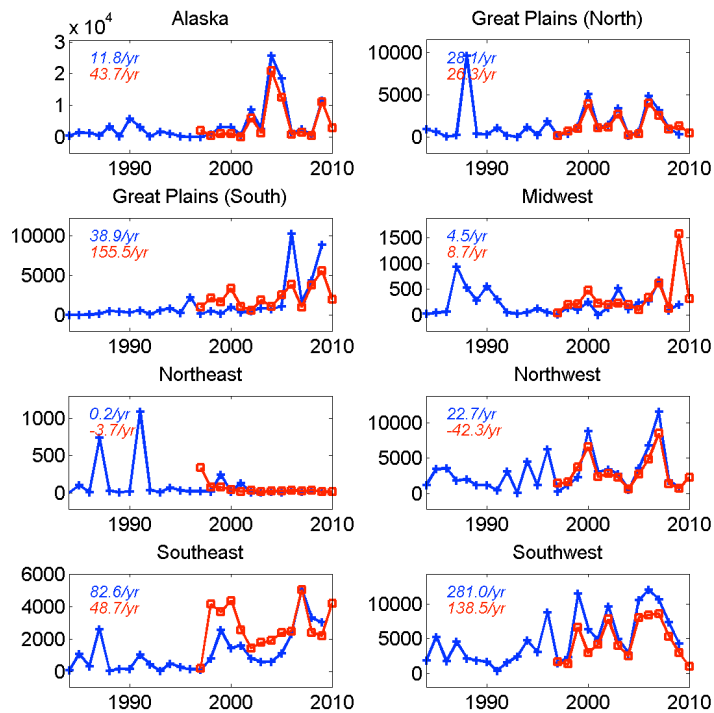 Alaska
x 10⁴
3
2
1
0
11.8/yr
43.7/yr
1990
2000
2010
Great Plains (North)
10000
5000
0
26.3/yr
1990
2000
2010
Great Plains (South)
10000
5000
0
38.9/yr
155.5/yr
1990
2000
2010
Midwest
1500
1000
500
0
4.5/yr
8.7/yr
1990
2000
2010
Northeast
1000
500
0
0.2/yr
-3.7/yr
1990
2000
2010
Northwest
10000
5000
0
22.7/yr
-42.3/yr
1990
2000
2010
Southeast
6000
4000
2000
0
82.6/yr
48.7/yr
1990
2000
2010
Southwest
10000
5000
0
281.0/yr
138.5/yr
1990
2000
2010